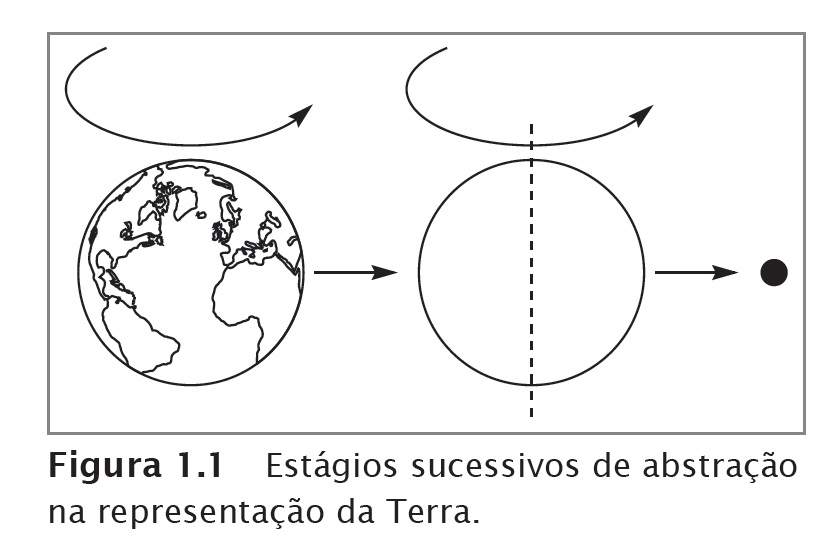 Figura 1.1 Estágios sucessivos de abstração
na representação da Terra.